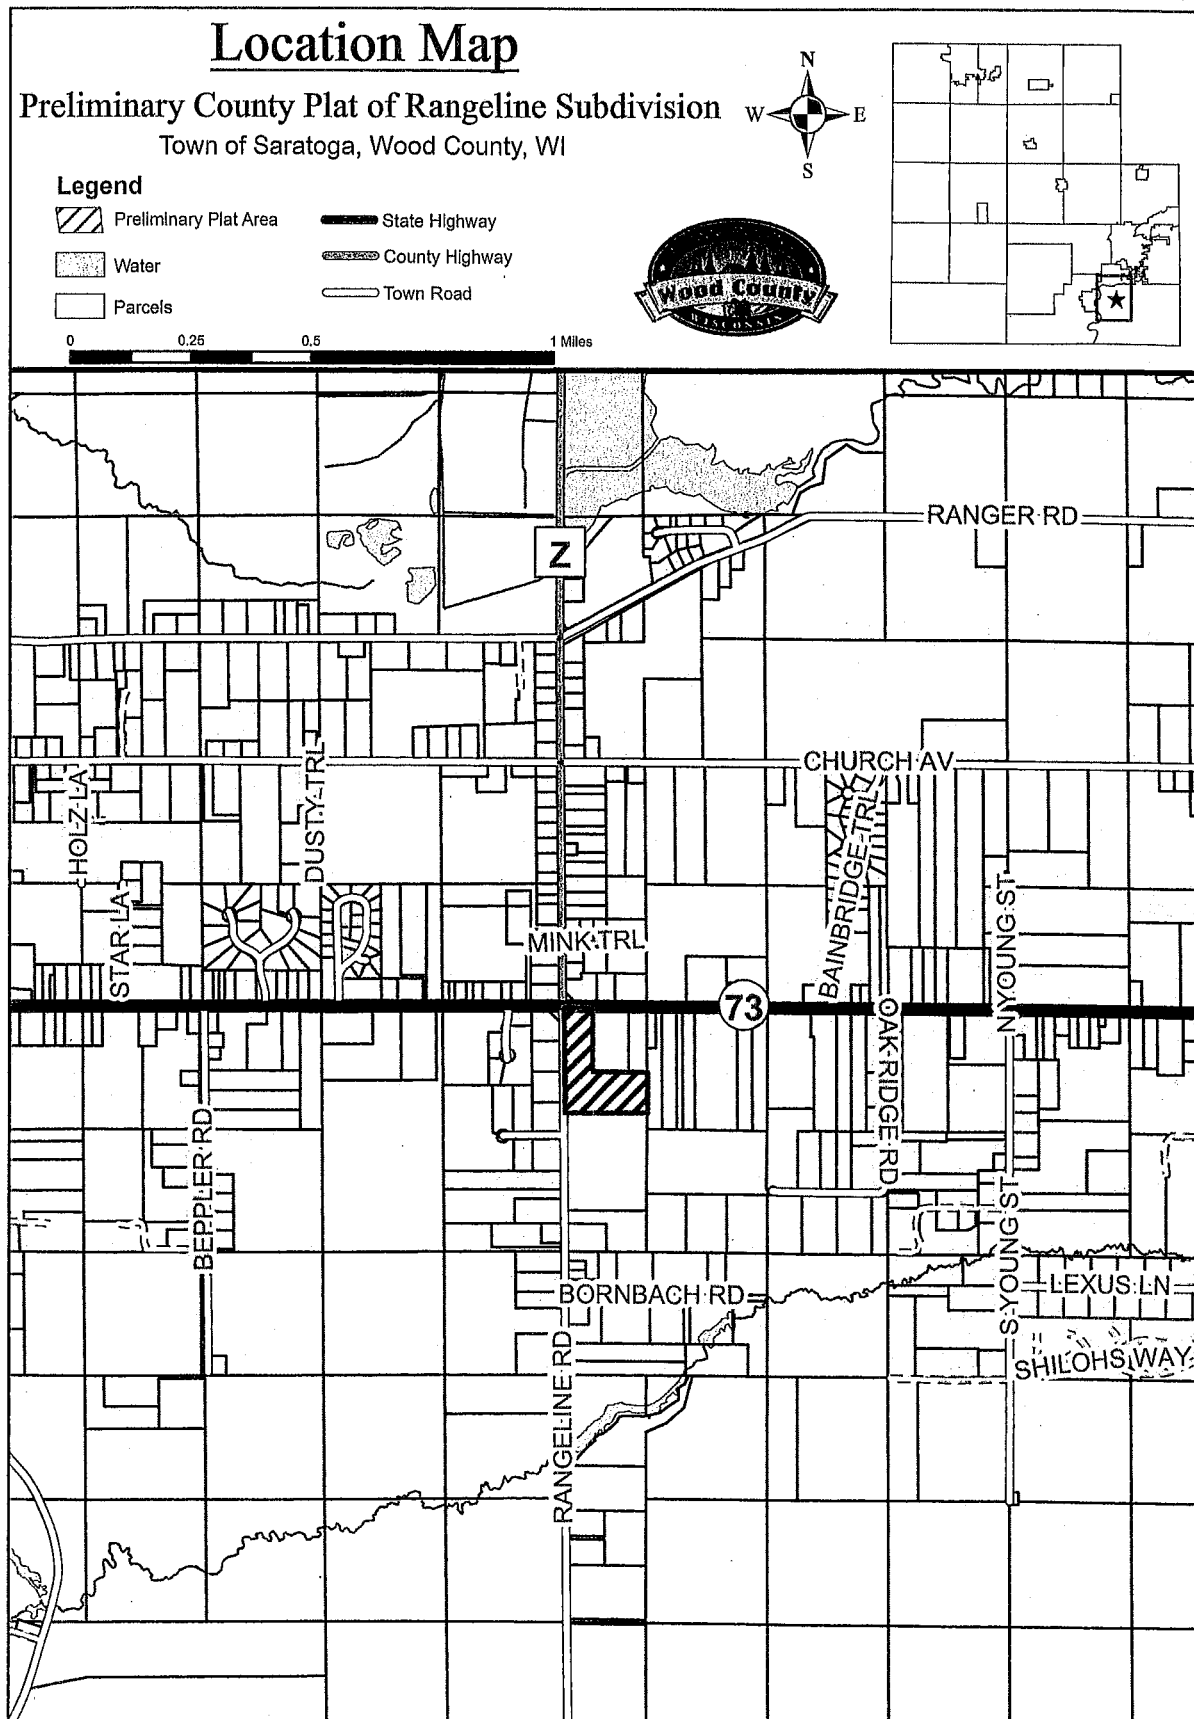 Location Map
Preliminary County Plat of Rangeline Subdivision
Town of Saratoga, Wood County, WI
N
W E
S
Legend
Preliminary Plat Area
Water
Parcels
State Highway
County Highway
Town Road
Wood County
WISCONSIN
0 0.25 0.5 1 Miles
RANGER RD
Z
CHURCH AV
HOLZ LA
DUSTY TRL
BAINBRIDGE TRL
STAR LA
MINK TRL
N YOUNG ST
73
OAK RIDGE RD
BEPPLER RD
S YOUNG ST
BORNBACH RD
LEXUS LN
RANGELINE RD
SHILOHS WAY